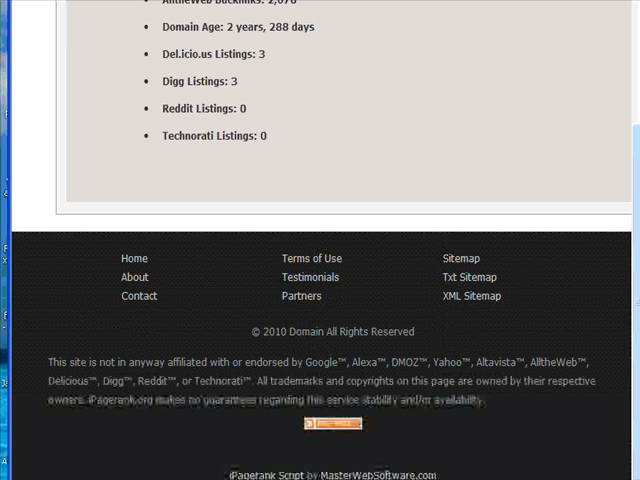 AlltheWeb Backlinks: 2,076
• Domain Age: 2 years, 288 days
• Del.icio.us Listings: 3
• Digg Listings: 3
• Reddit Listings: 0
• Technorati Listings: 0
Home Terms of Use Sitemap
About Testimonials Txt Sitemap
Contact Partners XML Sitemap
© 2010 Domain All Rights Reserved
This site is not in anyway affiliated with or endorsed by Google™, Alexa™, DMOZ™, Yahoo™, Altavista™, AlltheWeb™,
Delicious™, Digg™, Reddit™, or Technorati™. All trademarks and copyrights on this page are owned by their respective
owners. iPagerank.org makes no guarantees regarding this service stability and/or availability.
iPagerank Script by MasterWebSoftware.com